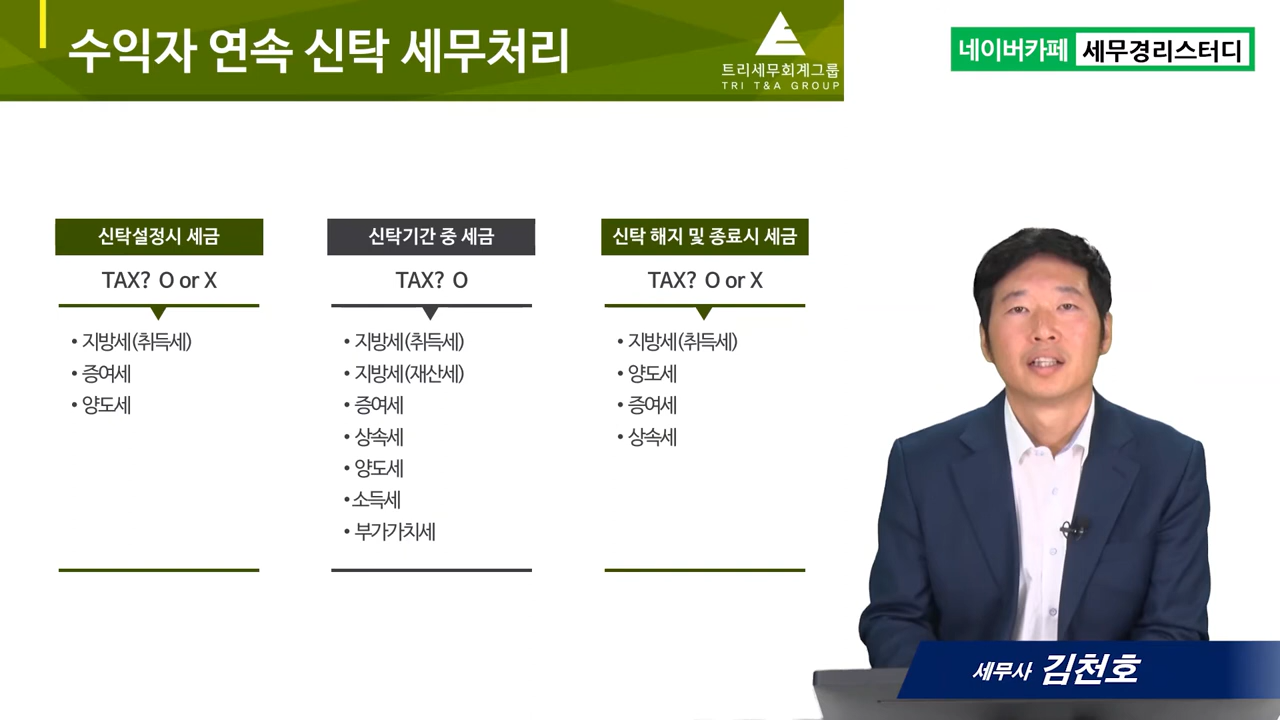 수익자 연속 신탁 세무처리
트리세무회계그룹
TRI T&A GROUP
네이버카페 세무경리스터디
신탁설정시 세금
TAX? O or X
• 지방세(취득세)
• 증여세
• 양도세
신탁기간 중 세금
TAX? O
• 지방세(취득세)
• 지방세(재산세)
• 증여세
• 상속세
• 양도세
• 소득세
• 부가가치세
신탁 해지 및 종료시 세금
TAX? O or X
• 지방세(취득세)
• 양도세
• 증여세
• 상속세
세무사 김천호